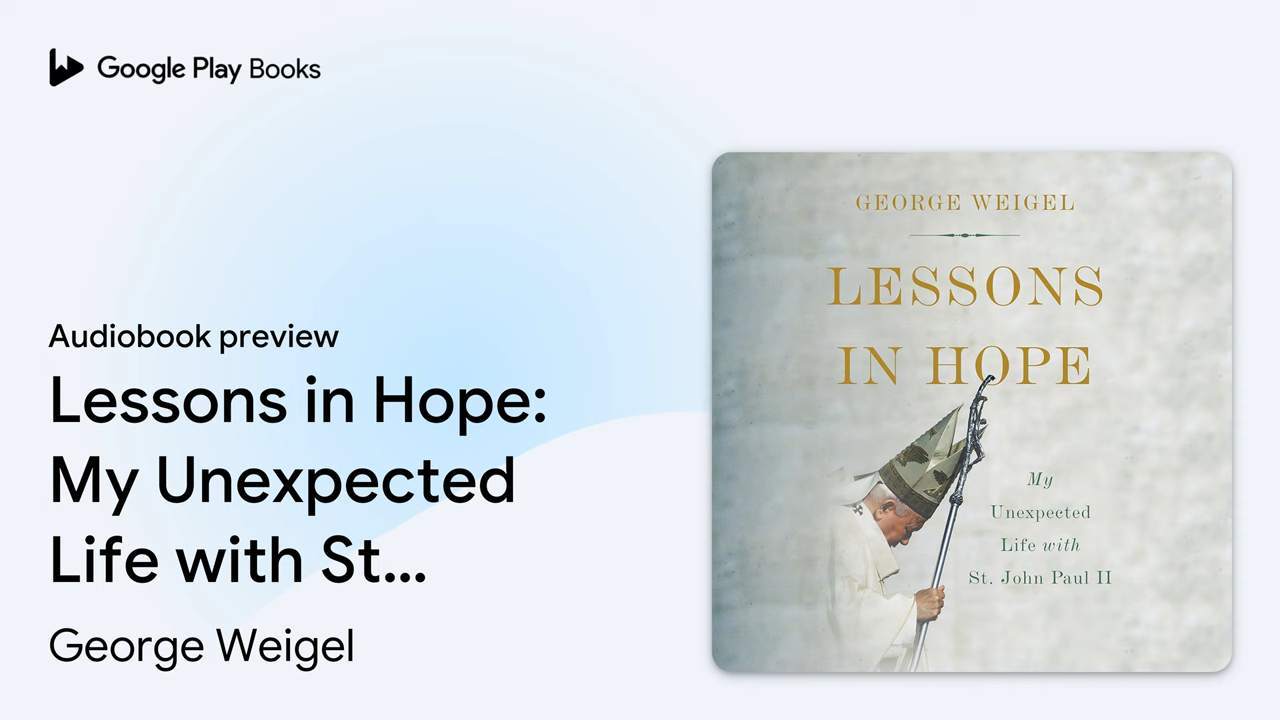 Google Play Books
Audiobook preview
Lessons in Hope:
My Unexpected
Life with St...
George Weigel
GEORGE WEIGEL
LESSONS
IN HOPE
My
Unexpected
Life with
St. John Paul II